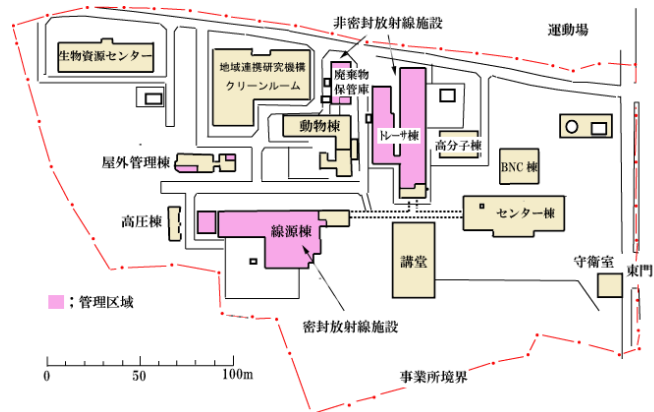 非密封放射線施設
運動場
生物資源センター
地域連携研究機構
クリーンルーム
廃棄物
保管庫
動物棟
トレーサ棟
高分子棟
屋外管理棟
BNC 棟
高圧棟
線源棟
センター棟
講堂
守衛室
東門
；管理区域
密封放射線施設
0
50
100m
事業所境界